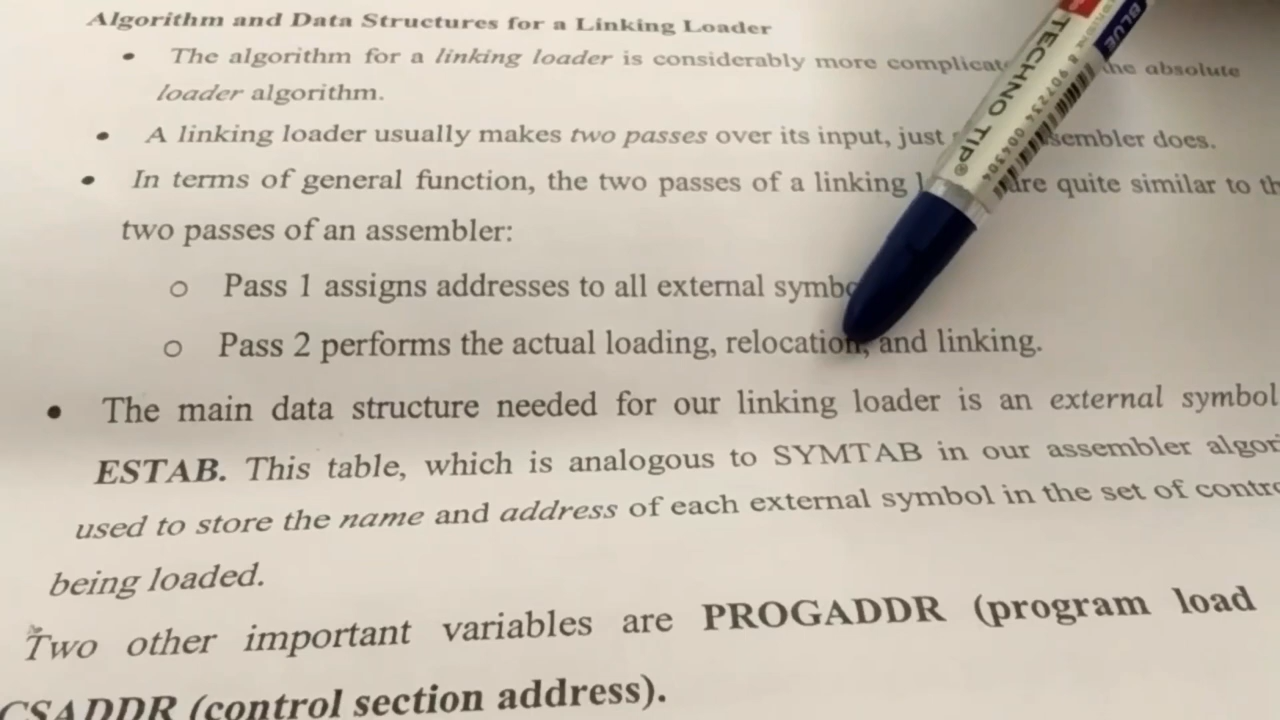 Algorithm and Data Structures for a Linking Loader
• The algorithm for a linking loader is considerably more the absolute
loader algorithm.
• A linking loader usually makes two passes over its input, just does.
• In terms of general function, the two passes of a linking are quite similar to
two passes of an assembler:
o Pass 1 assigns addresses to all external
o Pass 2 performs the actual loading, relocation, and linking.
• The main data structure needed for our linking loader is an external symbol
ESTAB. This table, which is analogous to SYMTAB in our assembler
used to store the name and address of each external symbol in the set of
being loaded.
Two other important variables are PROGADDR (program load
CSADDR (control section address).
TECHNO TIP®
BLUE
8 907234 004304